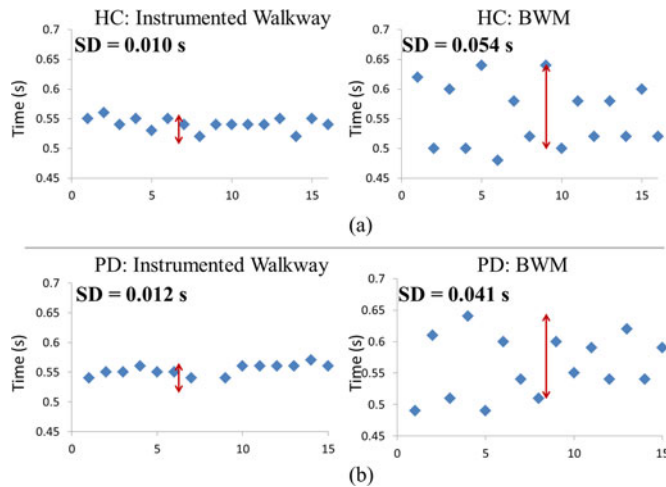 HC: Instrumented Walkway
HC: BWM
0.7
SD = 0.010 s
0.65
0.6
0.55
0.5
0.45
Time (s)
0 5 10 15
0.7
SD = 0.054 s
0.65
0.6
0.55
0.5
0.45
Time (s)
0 5 10 15
(a)
PD: Instrumented Walkway
PD: BWM
0.7
SD = 0.012 s
0.65
0.6
0.55
0.5
0.45
Time (s)
0 5 10 15
0.7
SD = 0.041 s
0.65
0.6
0.55
0.5
0.45
Time (s)
0 5 10 15
(b)